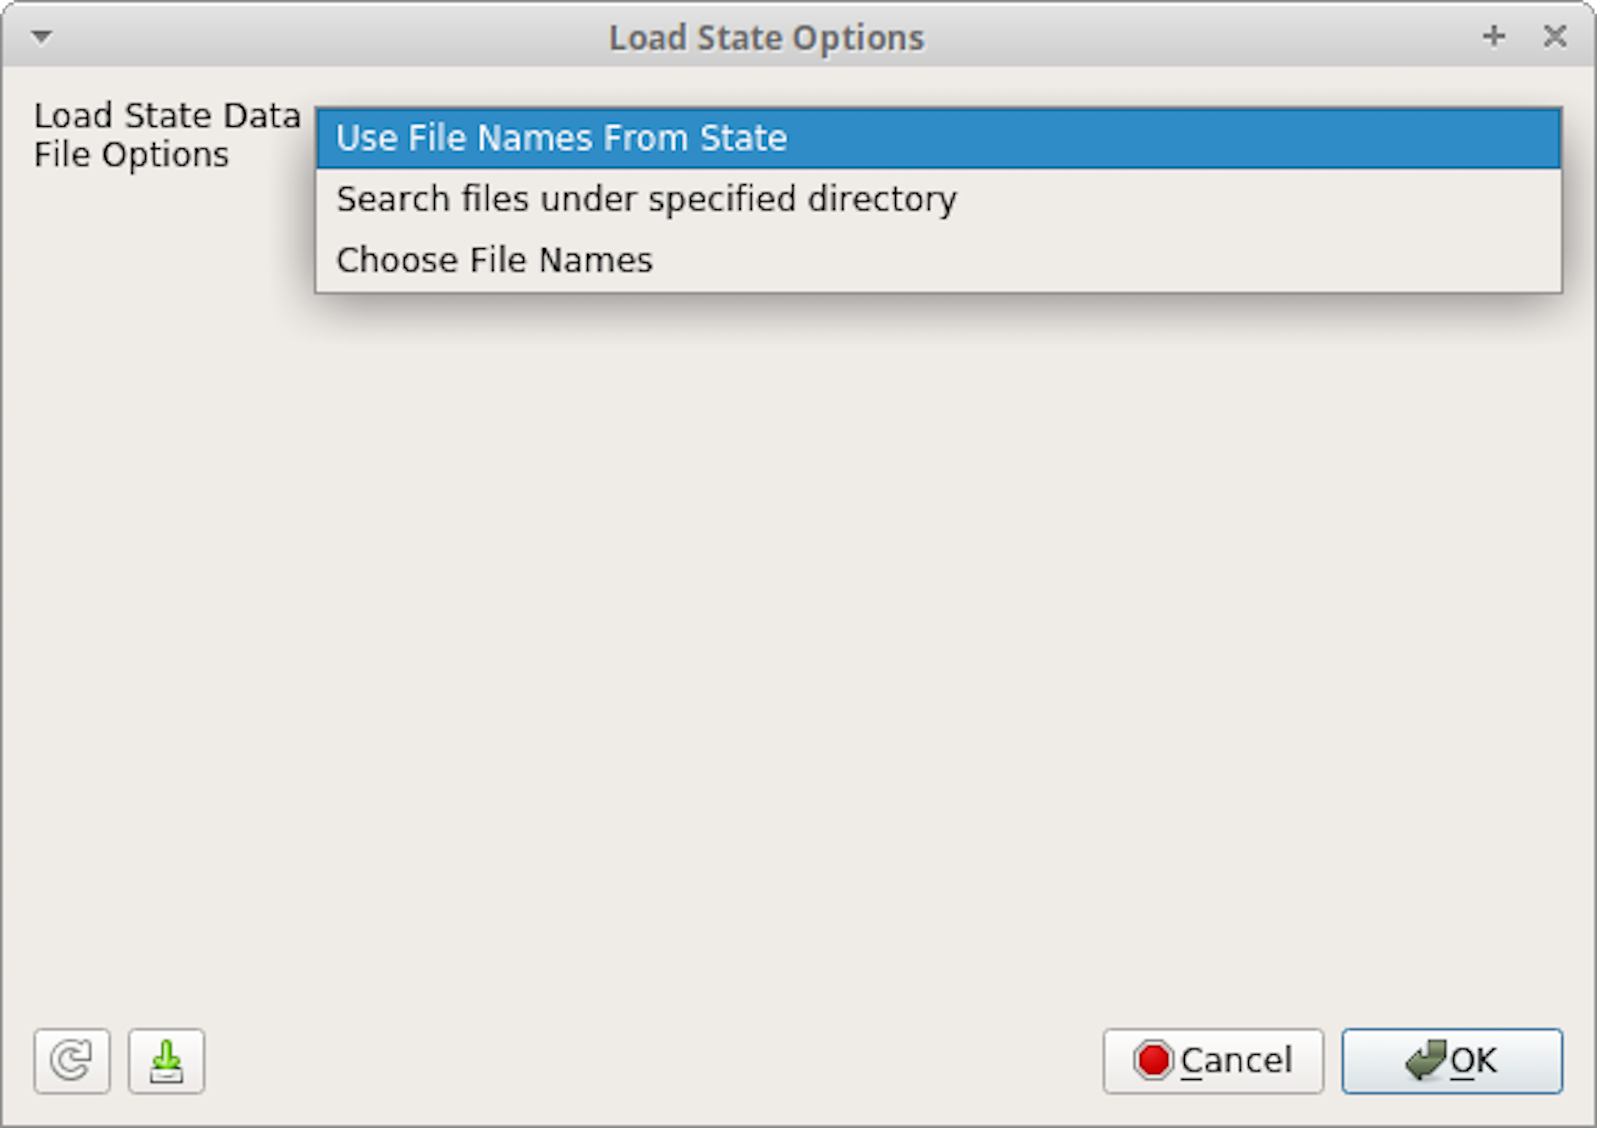 Load State Options
Load State Data
File Options
Use File Names From State
Search files under specified directory
Choose File Names
Cancel
OK